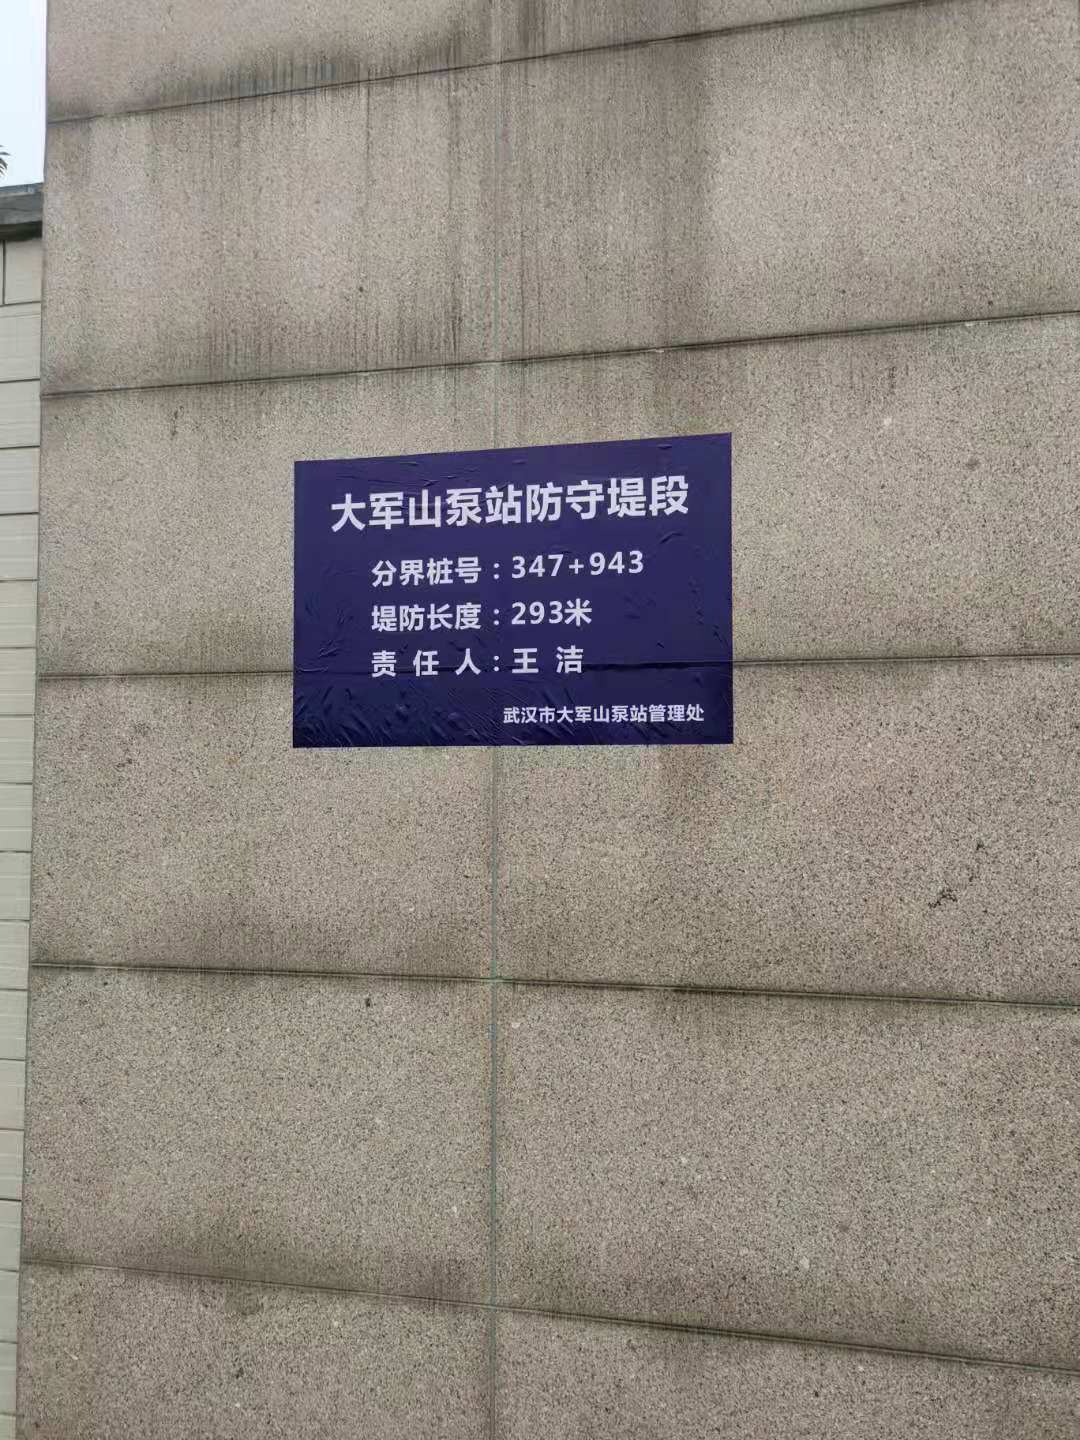 大军山泵站防守堤段
分界桩号：347+943
堤防长度：293米
责任人：王洁
武汉市大军山泵站管理处